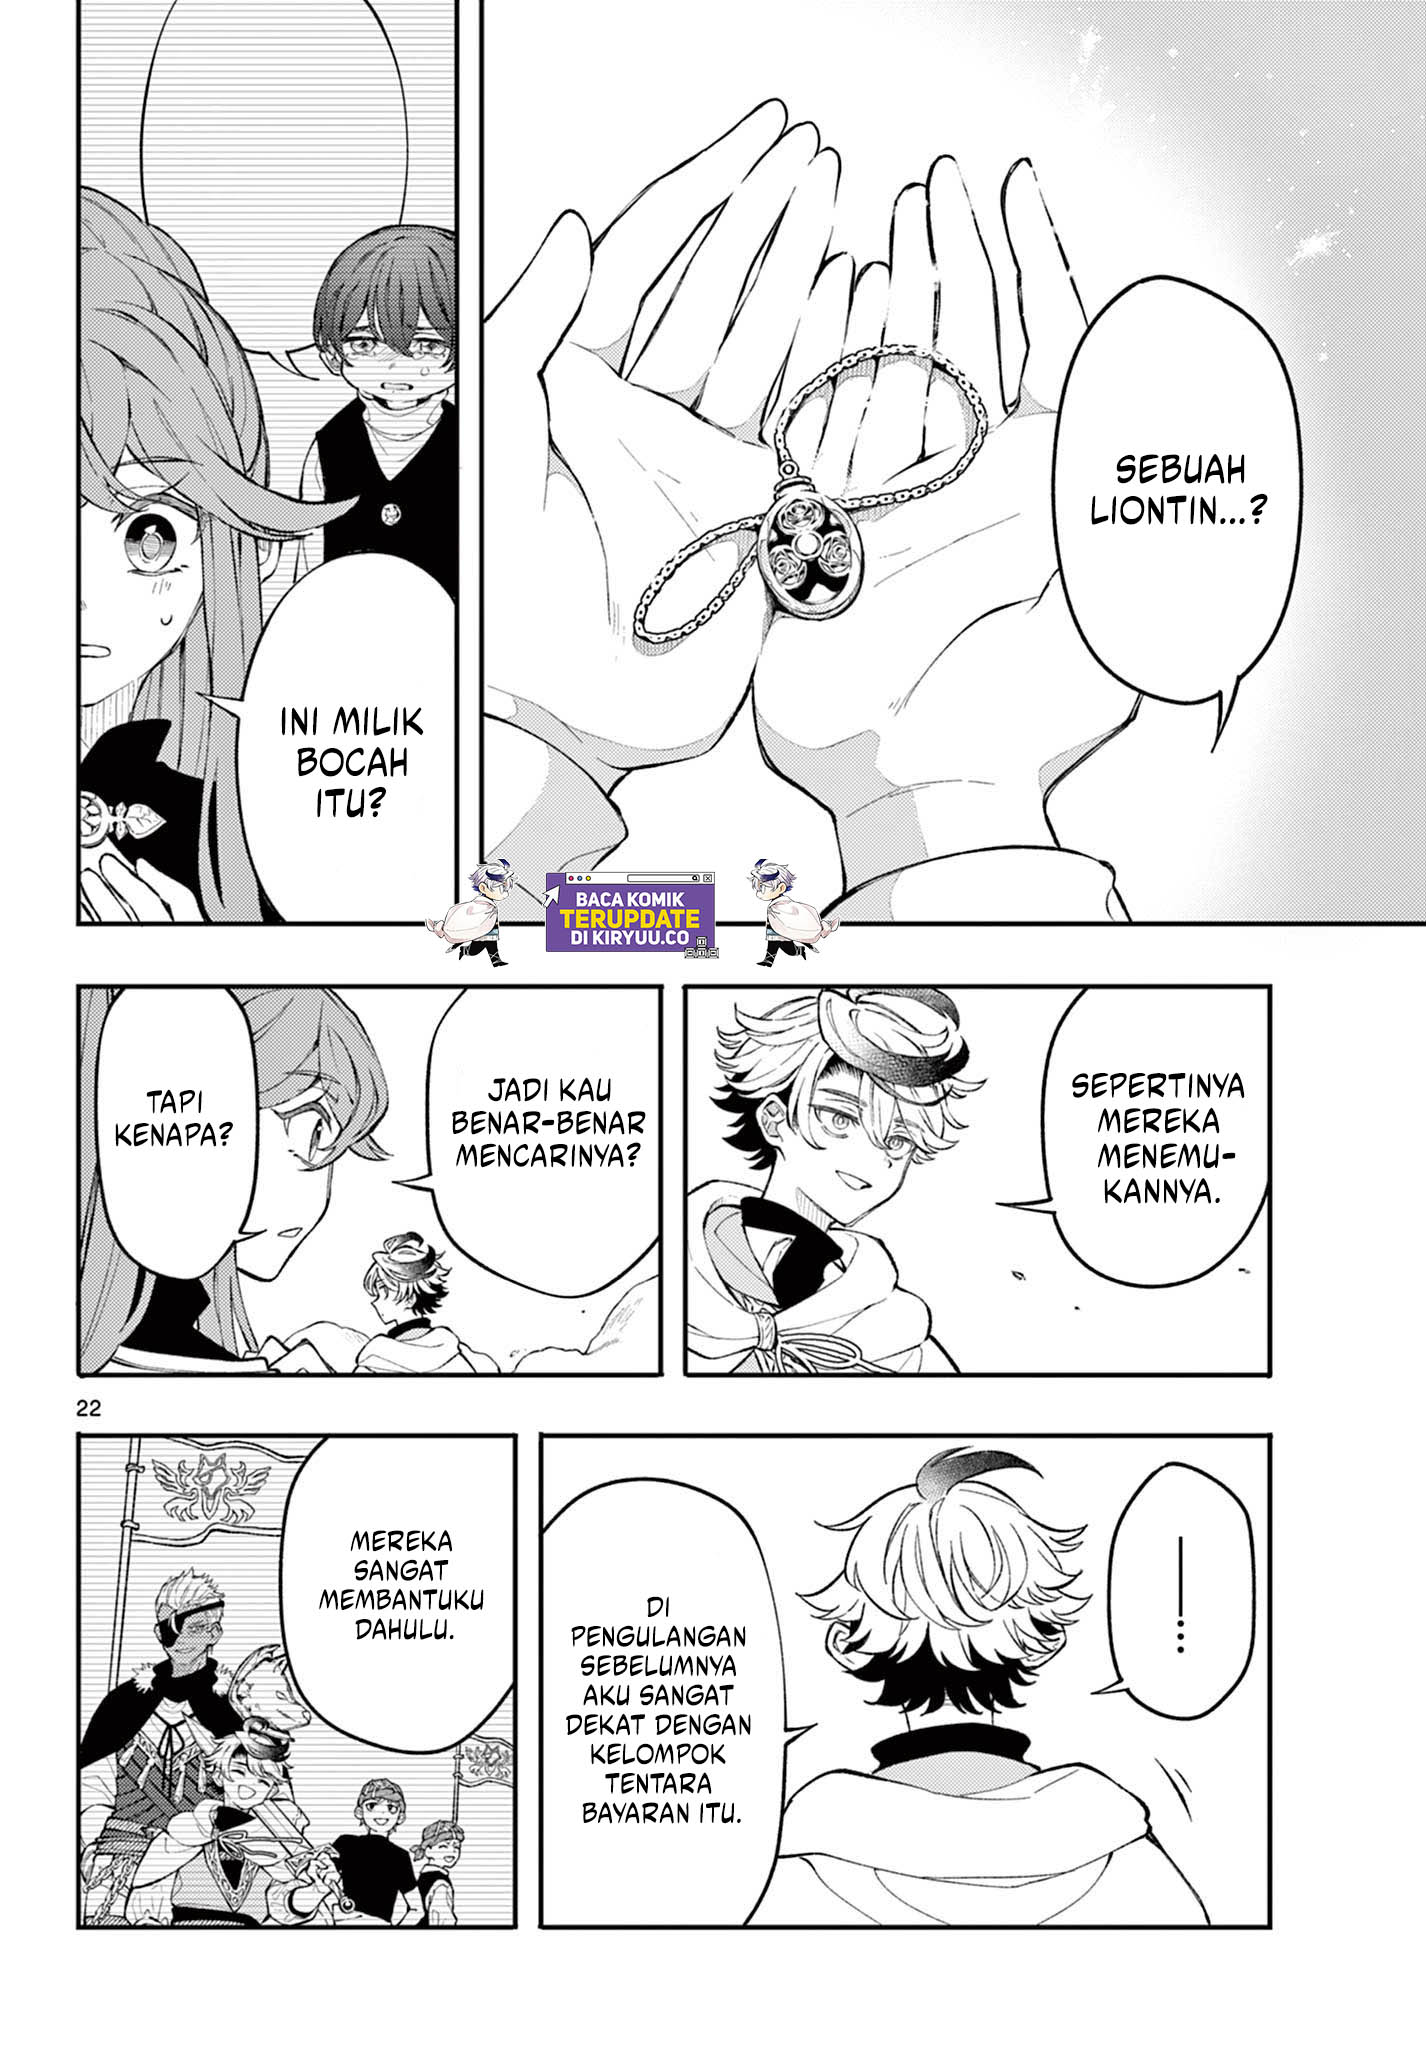 SEBUAH
LIONTIN...?
INI MILIK
BOCAH
ITU?
BACA KOMIK
TERUPDATE
DI KIRYUU.CO
SEPERTINYA
MEREKA
MENEMU-
KANNYA.
JADI KAU
BENAR-BENAR
MENCARINYA?
TAPI
KENAPA?
22
...
DI
PENGULANGAN
SEBELUMNYA
AKU SANGAT
DEKAT DENGAN
KELOMPOK
TENTARA
BAYARAN ITU.
MEREKA
SANGAT
MEMBANTUKU
DAHULU.